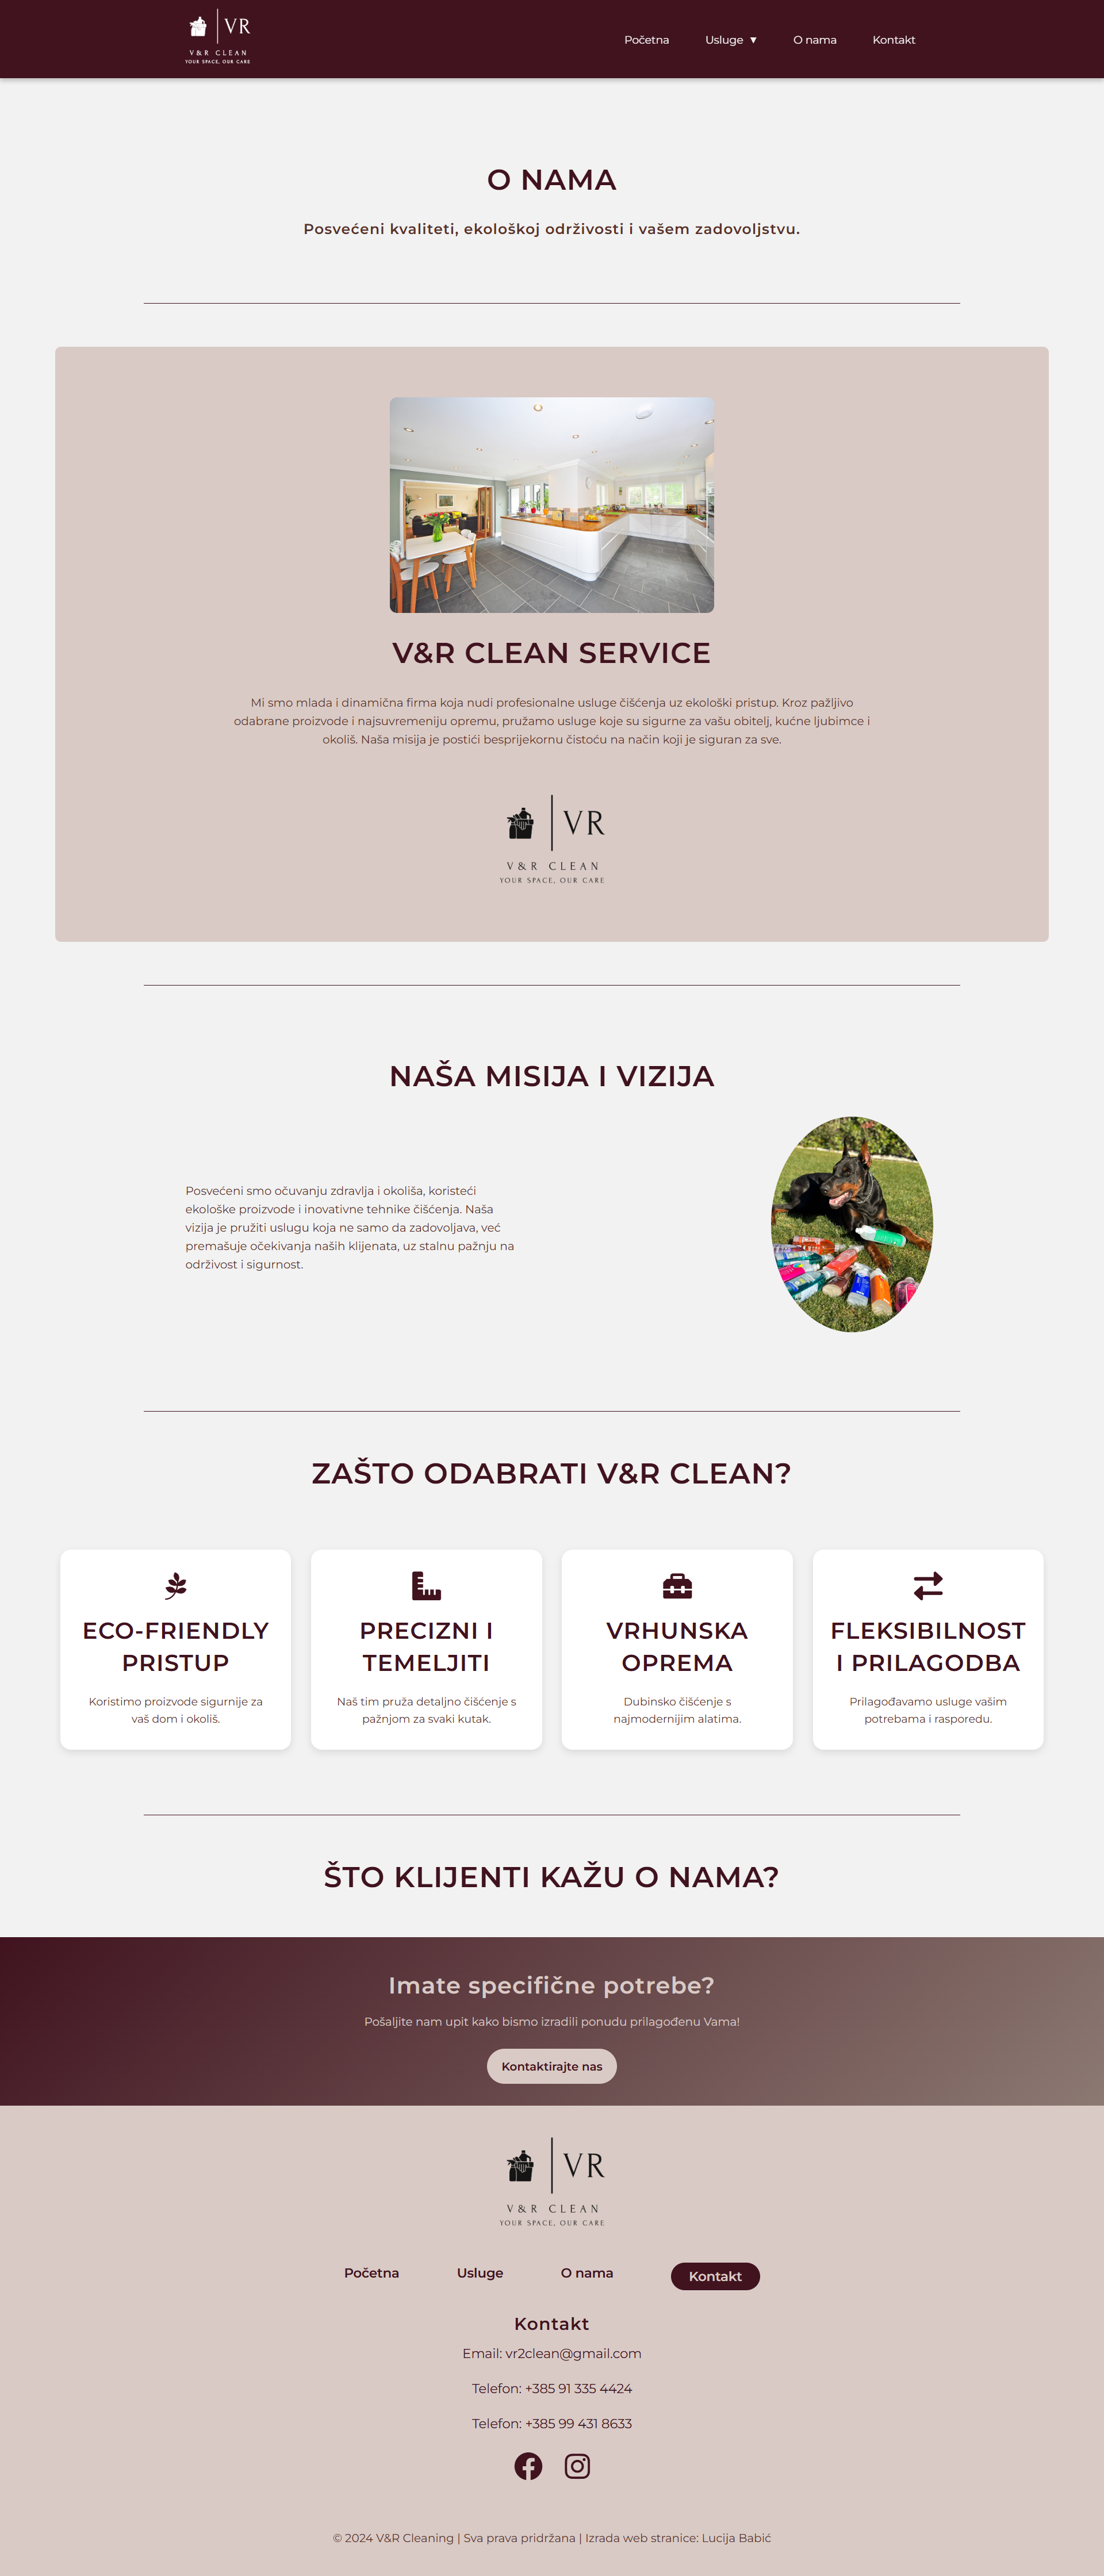 VR
V & R CLEAN
YOUR SPACE, OUR CARE
Početna
Usluge ▼
O nama
Kontakt
O NAMA
Posvećeni kvaliteti, ekološkoj održivosti i vašem zadovoljstvu.
V&R CLEAN SERVICE
Mi smo mlada i dinamična firma koja nudi profesionalne usluge čišćenja uz ekološki pristup. Kroz pažljivo
odabrane proizvode i najsuvremeniju opremu, pružamo usluge koje su sigurne za vašu obitelj, kućne ljubimce i
okoliš. Naša misija je postići besprijekornu čistoću na način koji je siguran za sve.
VR
V & R CLEAN
YOUR SPACE, OUR CARE
NAŠA MISIJA I VIZIJA
Posvećeni smo očuvanju zdravlja i okoliša, koristeći
ekološke proizvode i inovativne tehnike čišćenja. Naša
vizija je pružiti uslugu koja ne samo da zadovoljava, već
premašuje očekivanja naših klijenata, uz stalnu pažnju na
održivost i sigurnost.
ZAŠTO ODABRATI V&R CLEAN?
ECO-FRIENDLY
PRISTUP
Koristimo proizvode sigurnije za
vaš dom i okoliš.
PRECIZNI I
TEMELJITI
Naš tim pruža detaljno čišćenje s
pažnjom za svaki kutak.
VRHUNSKA
OPREMA
Dubinsko čišćenje s
najmodernijim alatima.
FLEKSIBILNOST
I PRILAGODBA
Prilagođavamo usluge vašim
potrebama i rasporedu.
ŠTO KLIJENTI KAŽU O NAMA?
Imate specifične potrebe?
Pošaljite nam upit kako bismo izradili ponudu prilagođenu Vama!
Kontaktirajte nas
VR
V & R CLEAN
YOUR SPACE, OUR CARE
Početna
Usluge
O nama
Kontakt
Kontakt
Email: vr2clean@gmail.com
Telefon: +385 91 335 4424
Telefon: +385 99 431 8633
© 2024 V&R Cleaning | Sva prava pridržana | Izrada web stranice: Lucija Babić